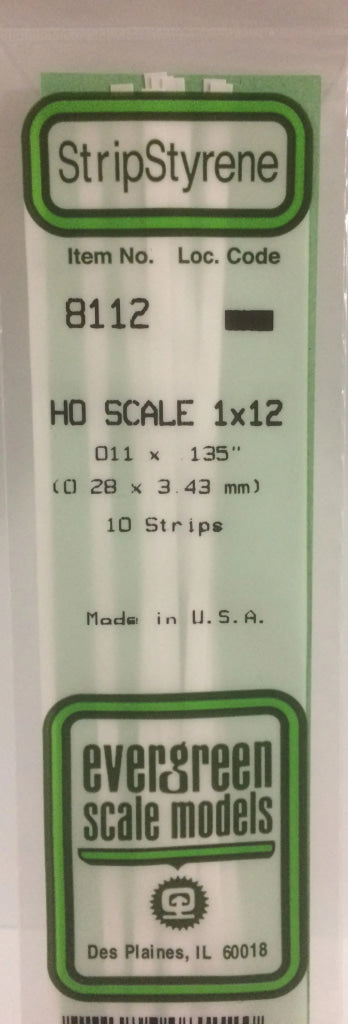 StripStyrene
Item No. Loc. Code
8112
HO SCALE 1x12
011 x .135"
(0 28 x 3.43 mm)
10 Strips
Made in U.S.A.
evergreen
scale models
Des Plaines, IL 60018